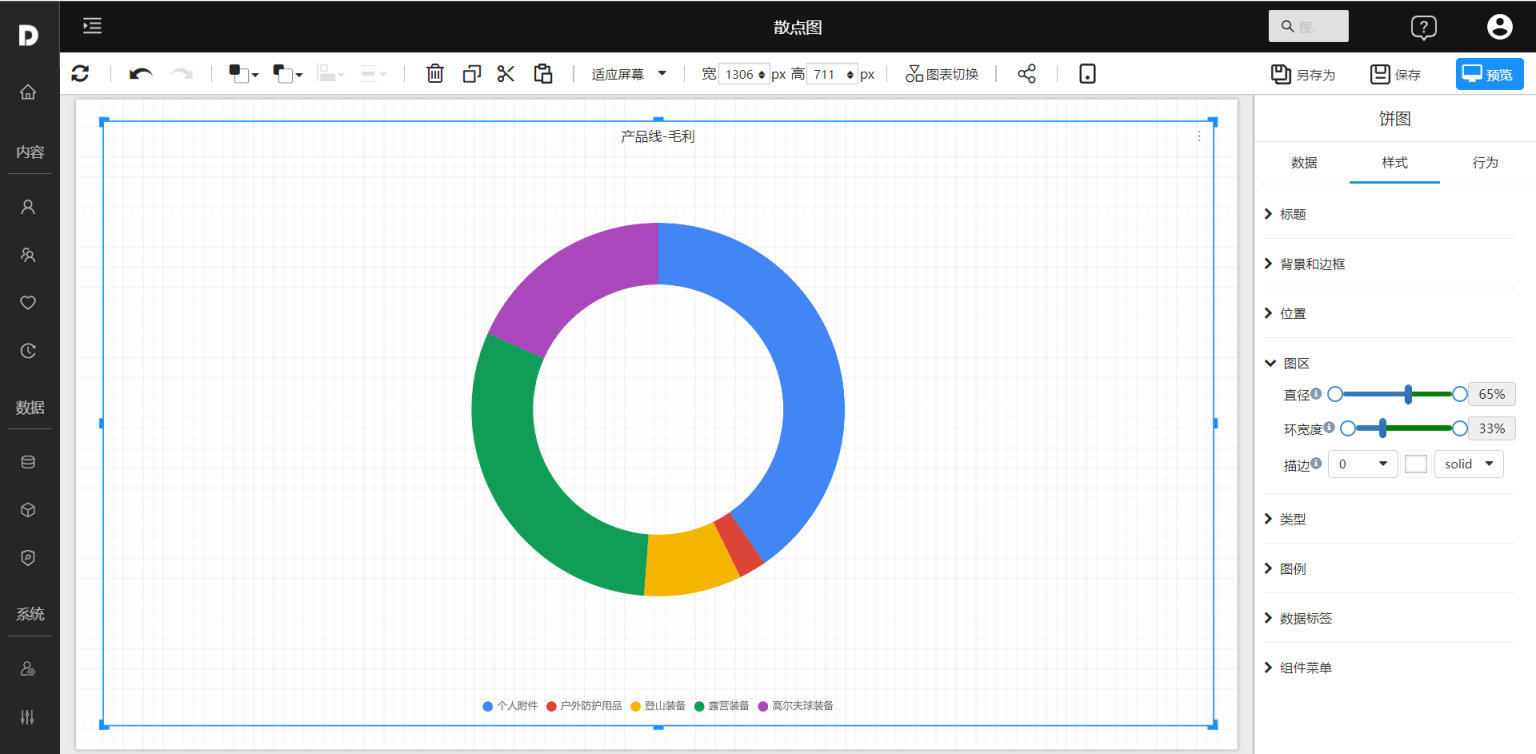 D
散点图
搜.
?
适应屏幕
宽 1306 px 高 711 px
图表切换
另存为
保存
预览
内容
数据
系统
产品线-毛利
个人附件 户外防护用品 登山装备 露营装备 高尔夫球装备
饼图
数据 样式 行为
标题
背景和边框
位置
图区
直径 65%
环宽度 33%
描边 0 solid
类型
图例
数据标签
组件菜单